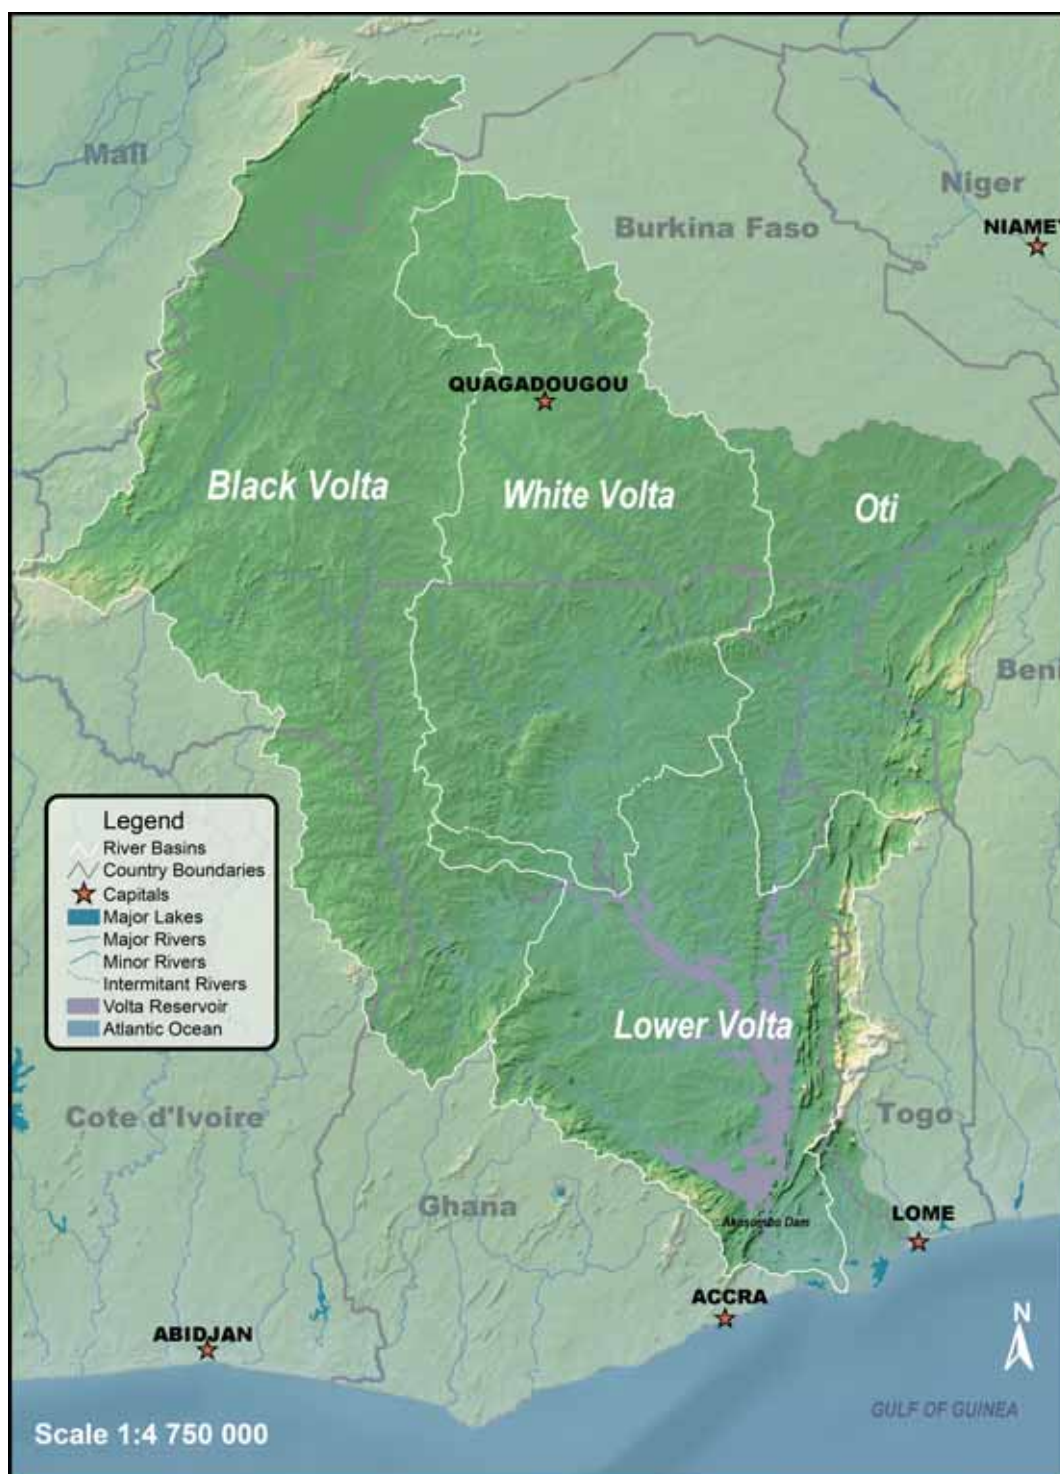 Mali
Niger
Burkina Faso
NIAMEY
QUAGADOUGOU
Black Volta
White Volta
Oti
Beni
Legend
River Basins
Country Boundaries
Capitals
Major Lakes
Major Rivers
Minor Rivers
Intermitant Rivers
Volta Reservoir
Atlantic Ocean
Lower Volta
Cote d'Ivoire
Togo
Ghana
Akosombo Dam
LOME
ACCRA
N
ABIDJAN
GULF OF GUINEA
Scale 1:4 750 000